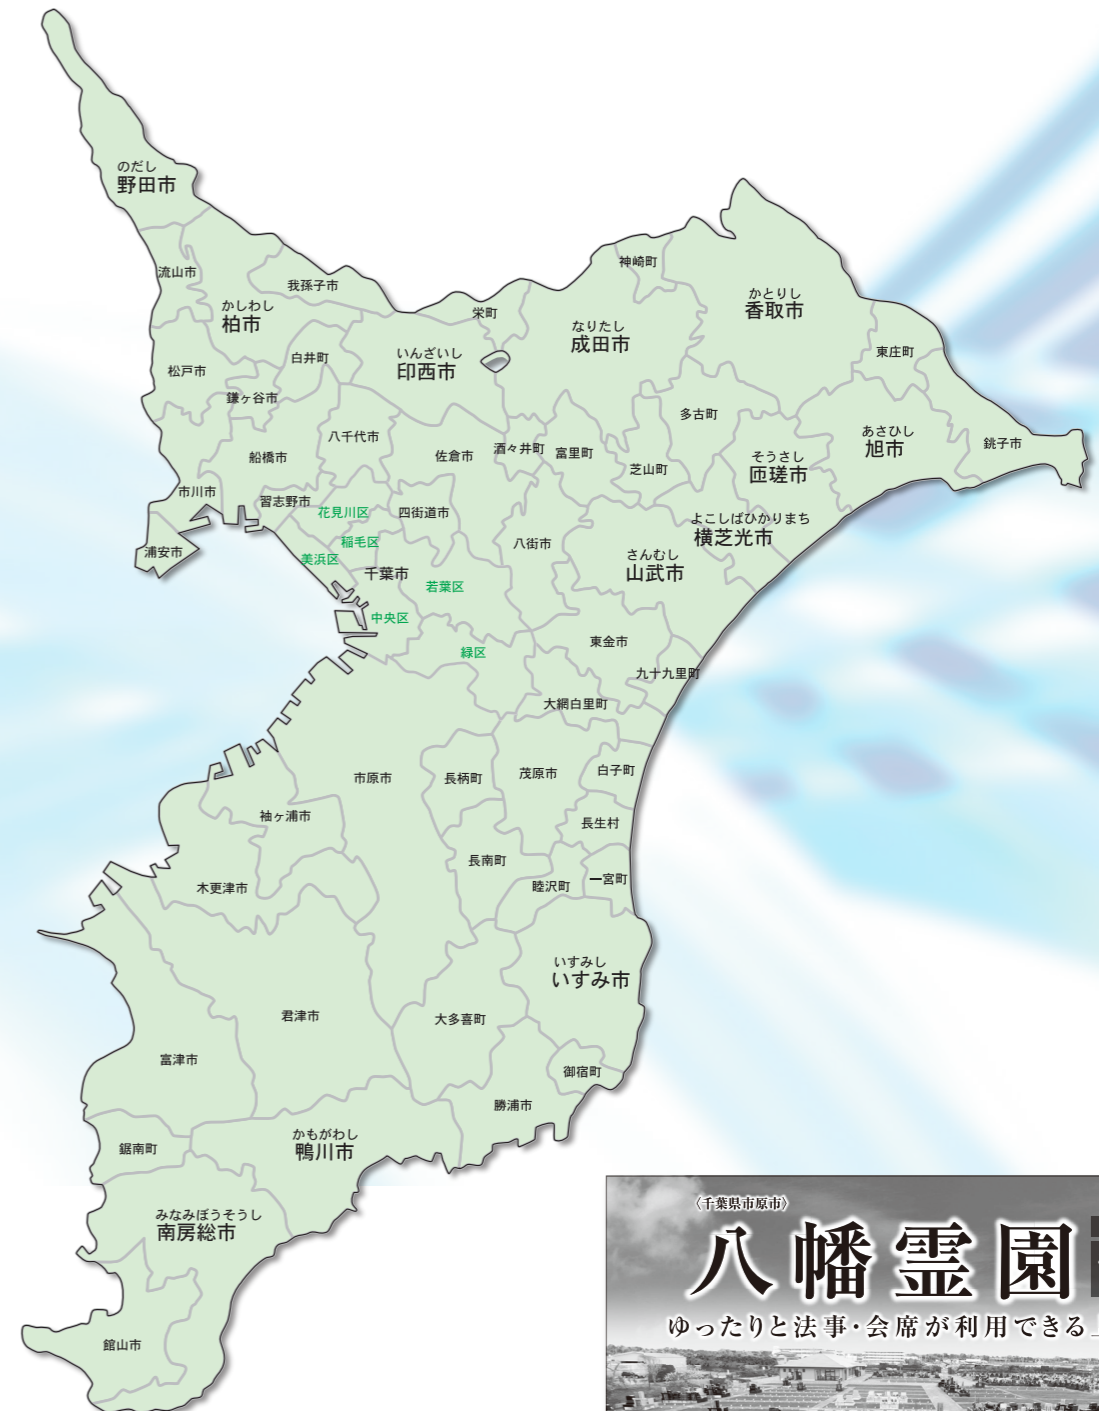 のだし
野田市
流山市
かしわし
柏市
我孫子市
栄町
神崎町
かとりし
香取市
なりたし
成田市
いんざいし
印西市
東庄町
白井町
松戸市
鎌ヶ谷市
多古町
八千代市
佐倉市
酒々井町
富里町
芝山町
そうさし
匝瑳市
あさひし
旭市
銚子市
船橋市
市川市
習志野市
花見川区
四街道市
浦安市
稲毛区
美浜区
千葉市
若葉区
中央区
緑区
八街市
よこしばひかりまち
横芝光市
さんむし
山武市
東金市
九十九里町
大網白里町
市原市
長柄町
茂原市
白子町
袖ヶ浦市
長生村
長南町
木更津市
睦沢町
一宮町
いすみし
いすみ市
君津市
大多喜町
富津市
御宿町
勝浦市
鋸南町
かもがわし
鴨川市
みなみぼうそうし
南房総市
館山市
〈千葉県市原市〉
八幡霊園
ゆったりと法事・会席が利用できる